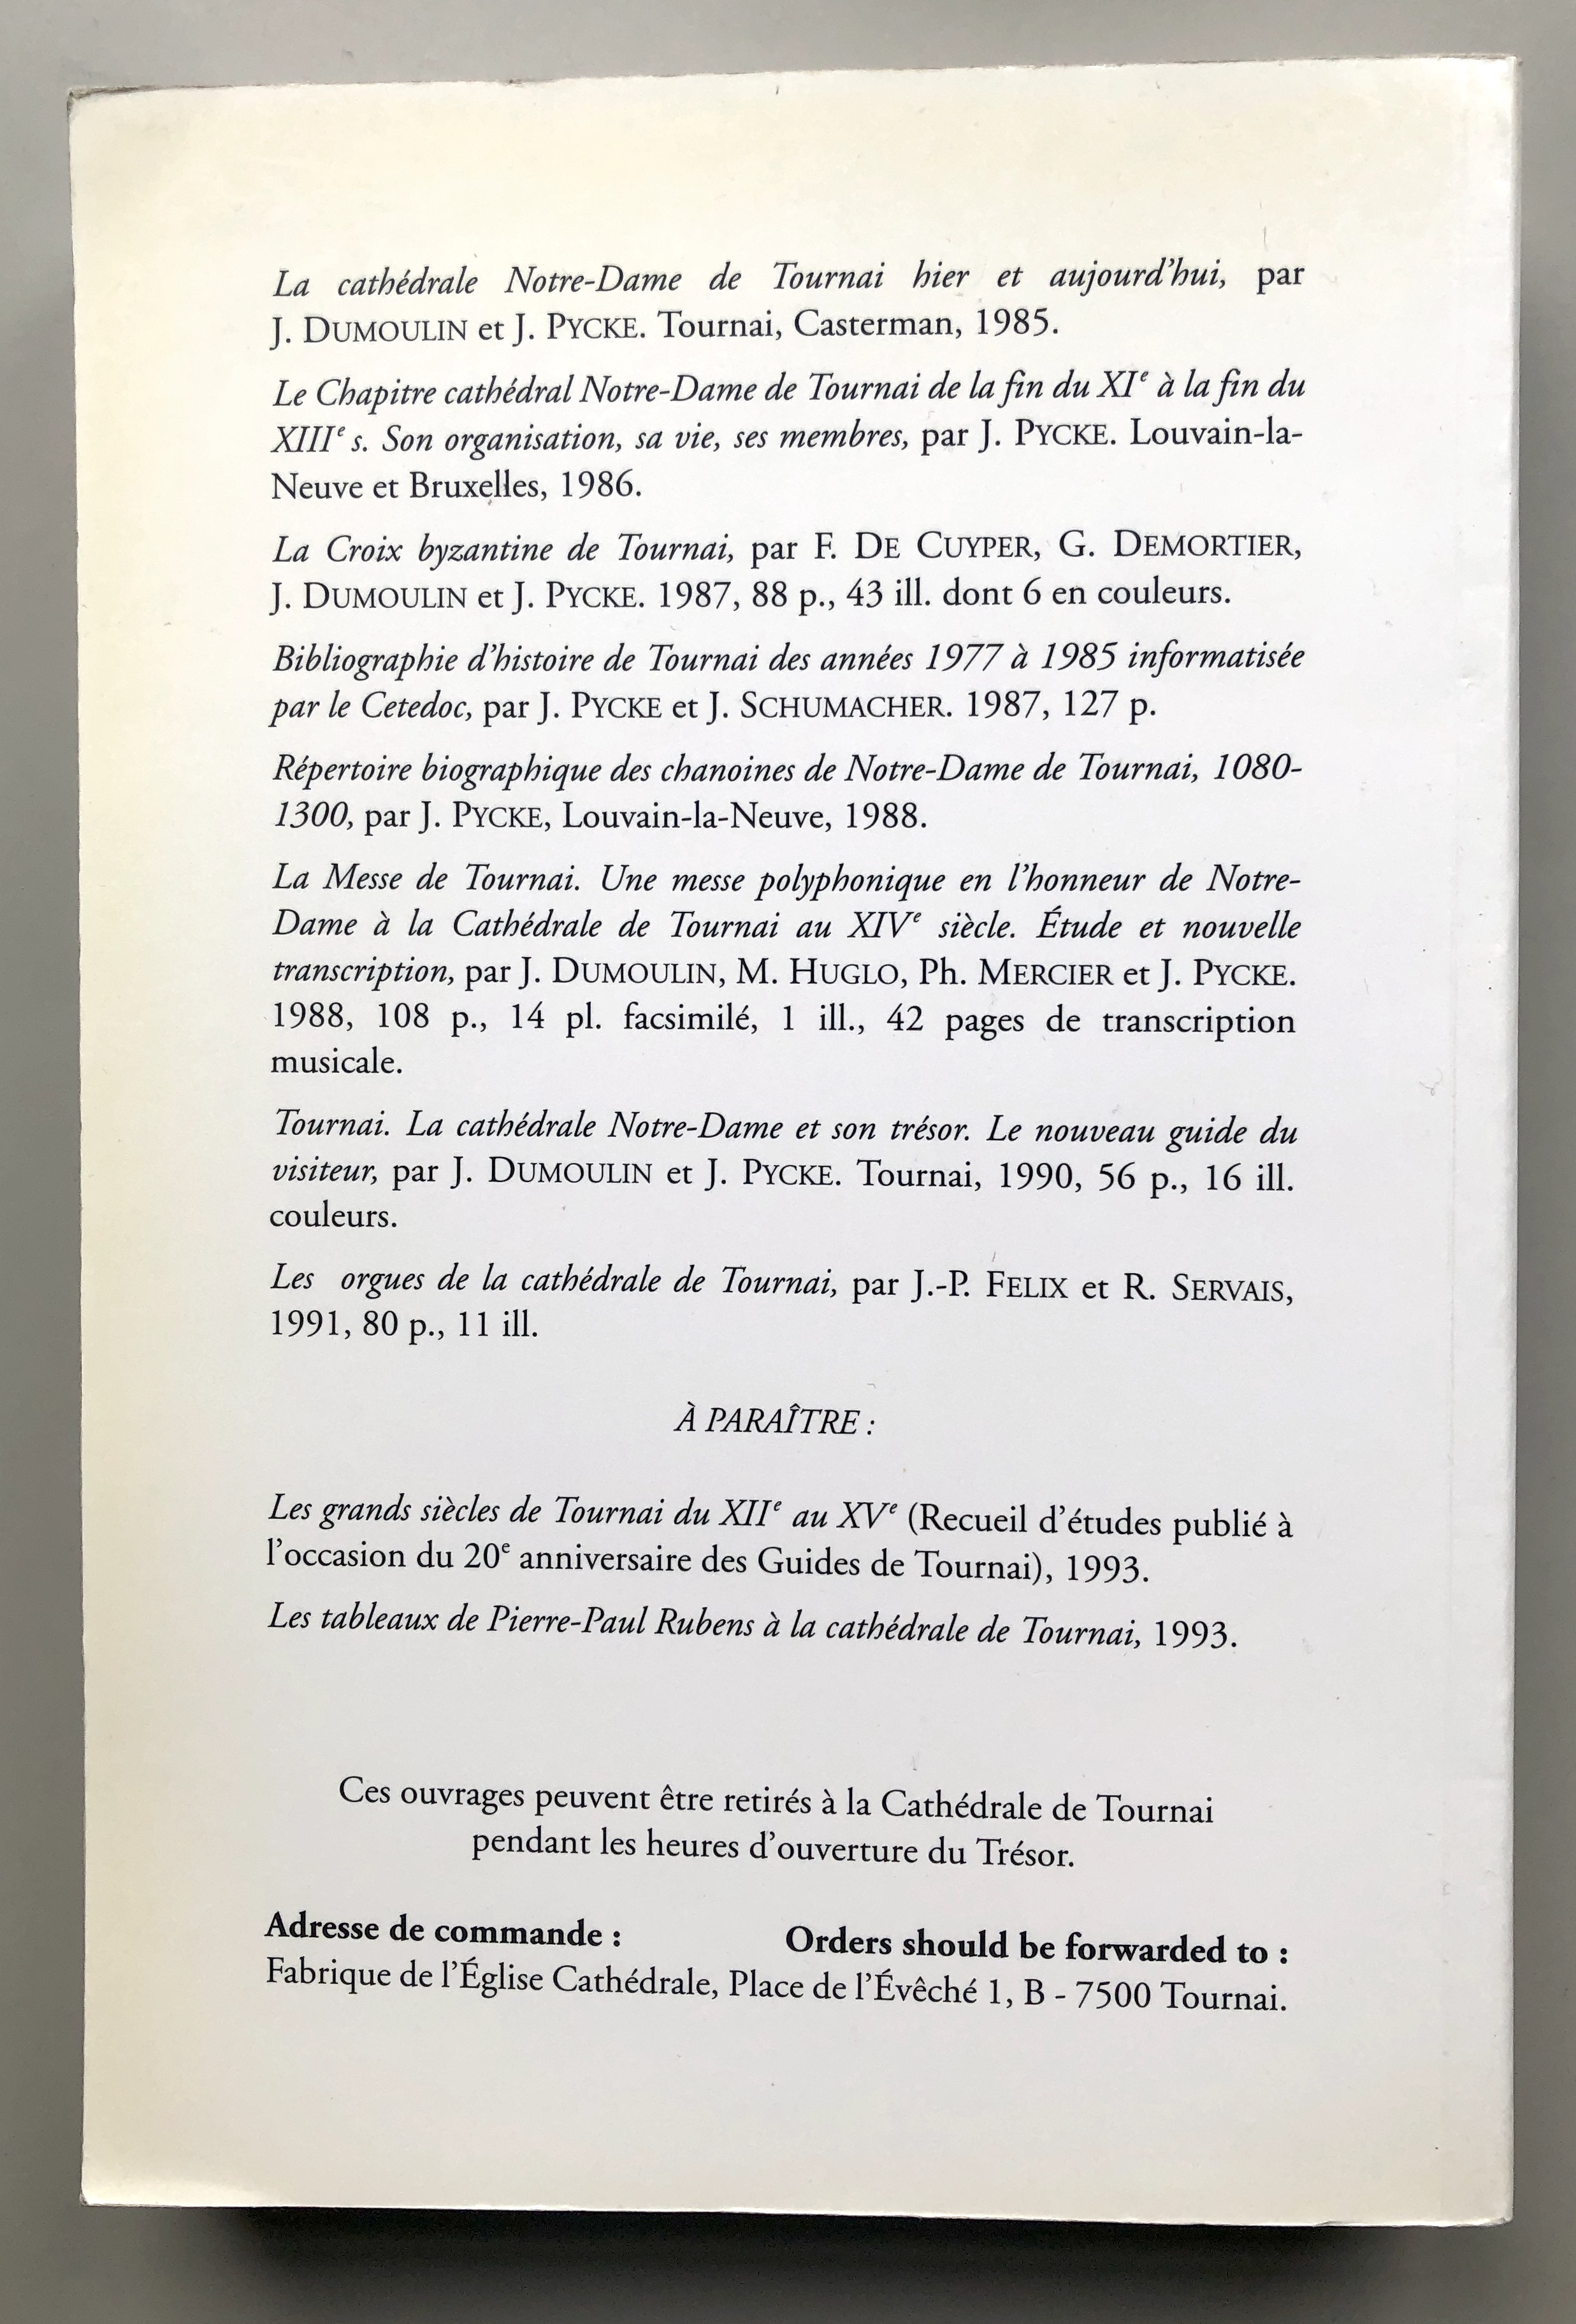 La cathédrale Notre-Dame de Tournai hier et aujourd'hui, par
J. DUMOULIN et J. PYCKE. Tournai, Casterman, 1985.
Le Chapitre cathédral Notre-Dame de Tournai de la fin du XIe à la fin du
XIIIe s. Son organisation, sa vie, ses membres, par J. PYCKE. Louvain-la-
Neuve et Bruxelles, 1986.
La Croix byzantine de Tournai, par F. DE CUYPER, G. DEMORTIER,
J. DUMOULIN et J. PYCKE. 1987, 88 p., 43 ill. dont 6 en couleurs.
Bibliographie d'histoire de Tournai des années 1977 à 1985 informatisée
par le Cetedoc, par J. PYCKE et J. SCHUMACHER. 1987, 127 p.
Répertoire biographique des chanoines de Notre-Dame de Tournai, 1080-
1300, par J. PYCKE, Louvain-la-Neuve, 1988.
La Messe de Tournai. Une messe polyphonique en l'honneur de Notre-
Dame à la Cathédrale de Tournai au XIVe siècle. Étude et nouvelle
transcription, par J. DUMOULIN, M. HUGLO, Ph. MERCIER et J. PYCKE.
1988, 108 p., 14 pl. facsimilé, 1 ill., 42 pages de transcription
musicale.
Tournai. La cathédrale Notre-Dame et son trésor. Le nouveau guide du
visiteur, par J. DUMOULIN et J. PYCKE. Tournai, 1990, 56 p., 16 ill.
couleurs.
Les orgues de la cathédrale de Tournai, par J.-P. FELIX et R. SERVAIS,
1991, 80 p., 11 ill.
À PARAÎTRE :
Les grands siècles de Tournai du XIIe au XVe (Recueil d'études publié à
l'occasion du 20e anniversaire des Guides de Tournai), 1993.
Les tableaux de Pierre-Paul Rubens à la cathédrale de Tournai, 1993.
Ces ouvrages peuvent être retirés à la Cathédrale de Tournai
pendant les heures d'ouverture du Trésor.
Adresse de commande : Orders should be forwarded to :
Fabrique de l'Église Cathédrale, Place de l'Évêché 1, B - 7500 Tournai.